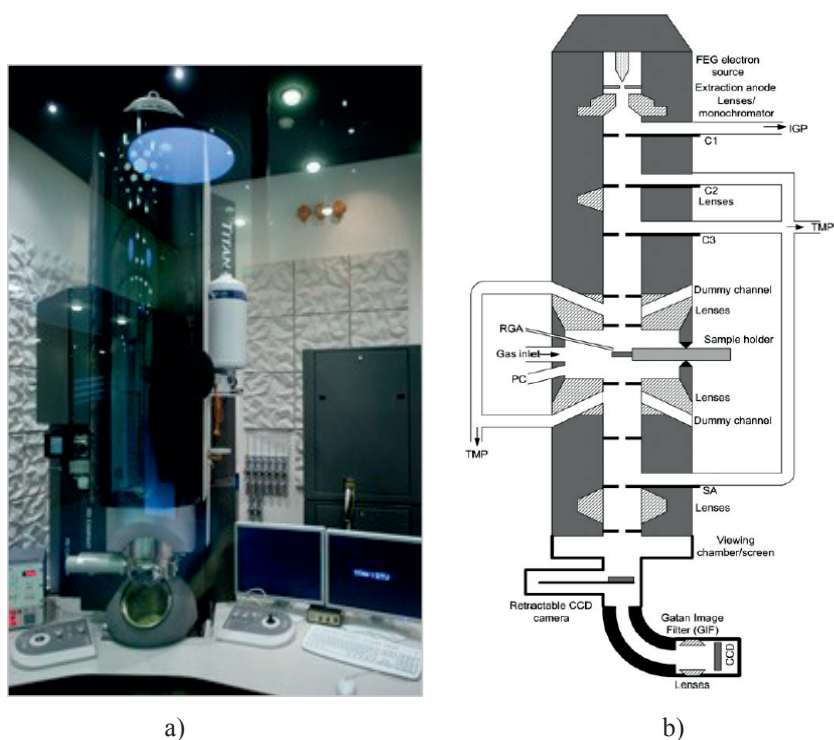 TITAN
FEG electron
source
Extraction anode
Lenses/
monochromator
IGP
C1
C2
Lenses
TMP
C3
Dummy channel
Lenses
RGA
Sample holder
Gas inlet
PC
Lenses
Dummy channel
TMP
SA
Lenses
Viewing
chamber/screen
Retractable CCD
camera
Gatan Image
Filter (GIF)
CCD
Lenses
a)
b)